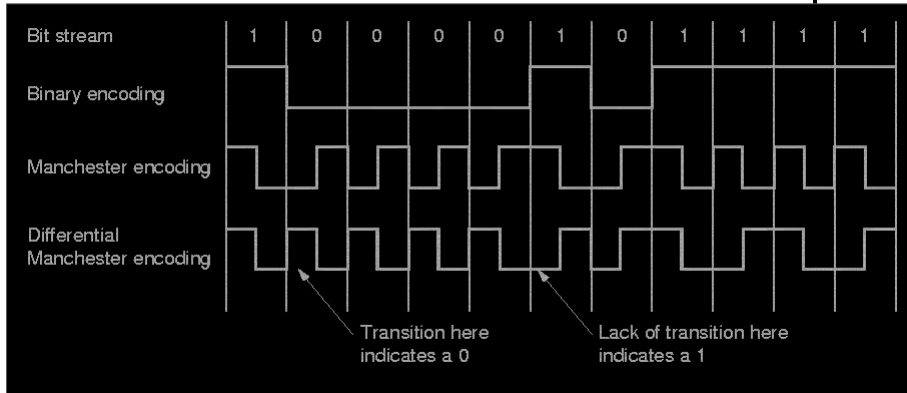 Bit stream 1 0 0 0 0 1 0 1 1 1 1
Binary encoding
Manchester encoding
Differential
Manchester encoding
Transition here
indicates a 0
Lack of transition here
indicates a 1